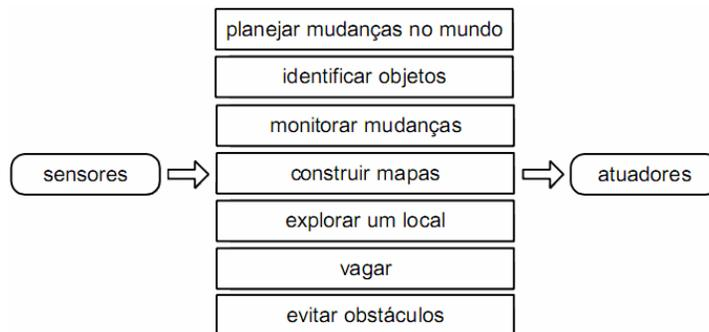 planejar mudanças no mundo
identificar objetos
monitorar mudanças
sensores
construir mapas
atuadores
explorar um local
vagar
evitar obstáculos